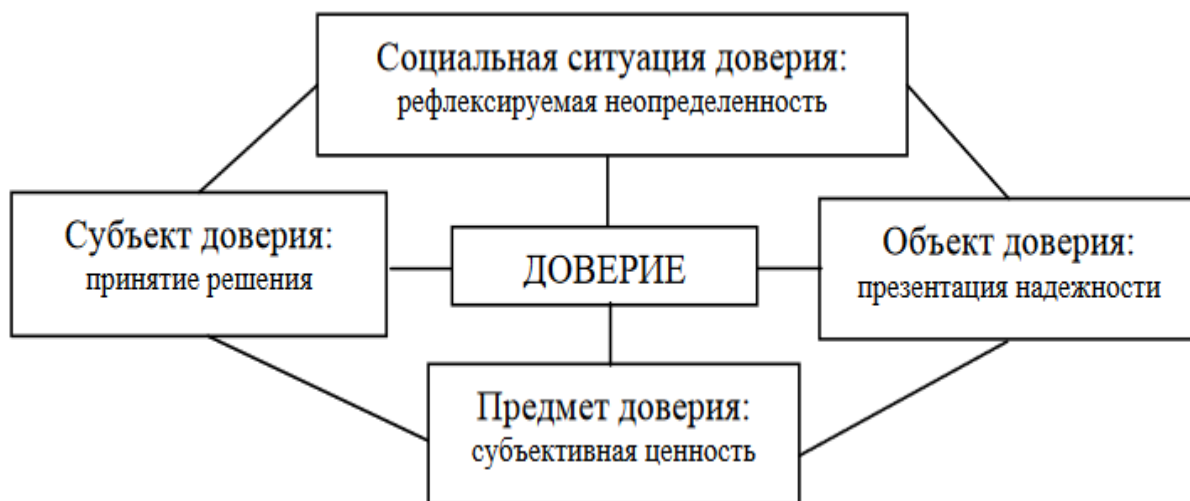 Социальная ситуация доверия:
рефлексируемая неопределенность
Субъект доверия:
принятие решения
ДОВЕРИЕ
Объект доверия:
презентация надежности
Предмет доверия:
субъективная ценность